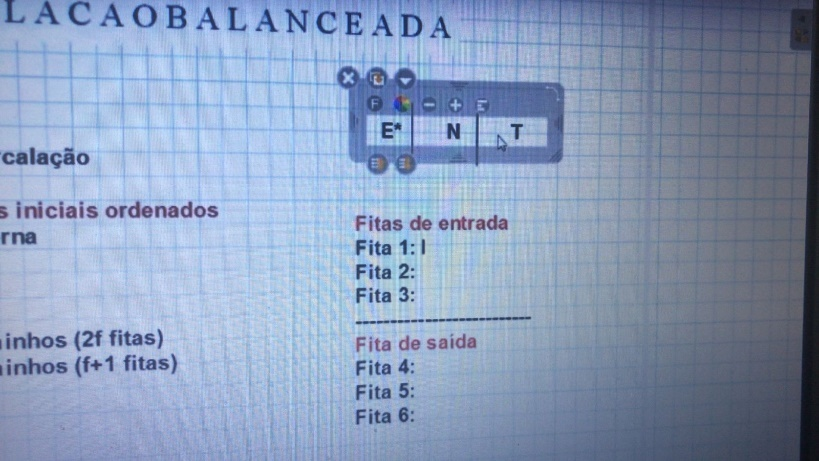 LACAOBALANCEADA
E* N T
calação
s iniciais ordenados
rna
inhos (2f fitas)
inhos (f+1 fitas)
Fitas de entrada
Fita 1: I
Fita 2:
Fita 3:
Fita de saída
Fita 4:
Fita 5:
Fita 6: